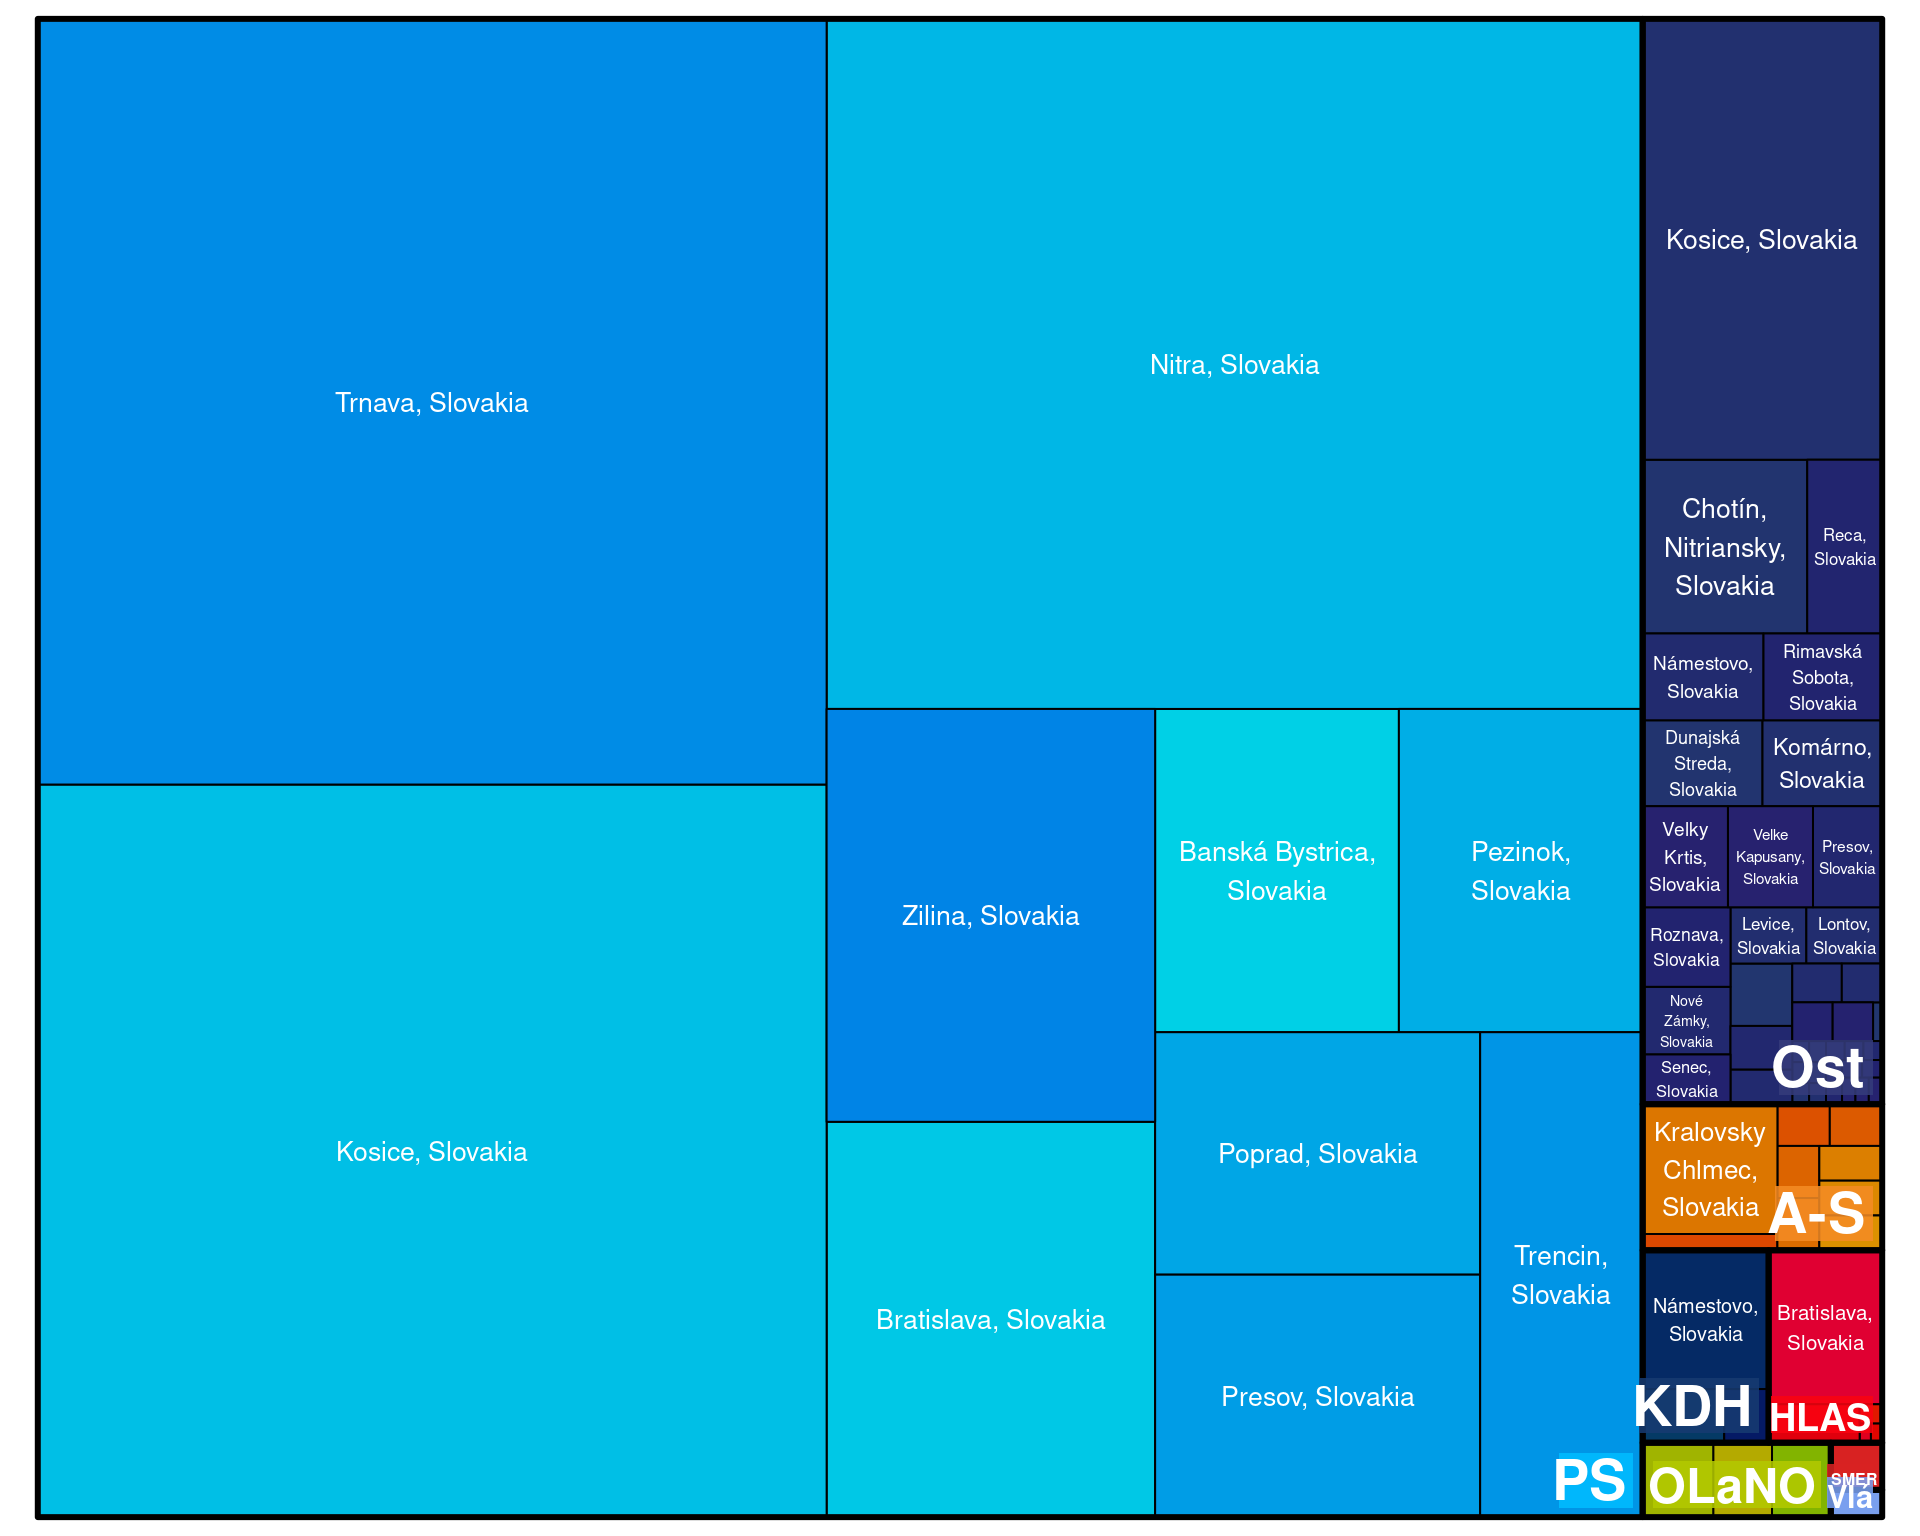 Trnava, Slovakia
Nitra, Slovakia
Kosice, Slovakia
Zilina, Slovakia
Banská Bystrica,
Slovakia
Pezinok,
Slovakia
Bratislava, Slovakia
Poprad, Slovakia
Presov, Slovakia
Trencin,
Slovakia
PS
Kosice, Slovakia
Chotín,
Nitriansky,
Slovakia
Reca,
Slovakia
Námestovo,
Slovakia
Rimavská
Sobota,
Slovakia
Dunajská
Streda,
Slovakia
Komárno,
Slovakia
Velky
Krtis,
Slovakia
Velke
Kapusany,
Slovakia
Presov,
Slovakia
Roznava,
Slovakia
Levice,
Slovakia
Lontov,
Slovakia
Nové
Zámky,
Slovakia
Senec,
Slovakia
Ost
Kralovsky
Chlmec,
Slovakia
A-S
Námestovo,
Slovakia
KDH
Bratislava,
Slovakia
HLAS
OLaNO
SMER
Vlá